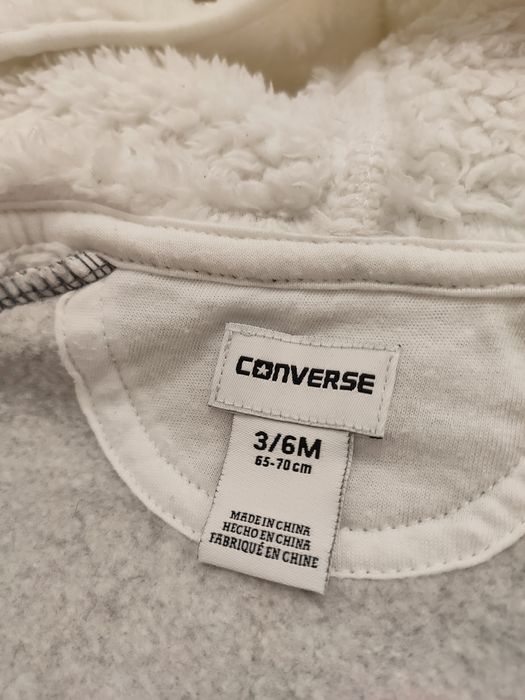 CONVERSE
3/6M
65-70 cm
MADE IN CHINA
HECHO EN CHINA
FABRIQUÉ EN CHINE